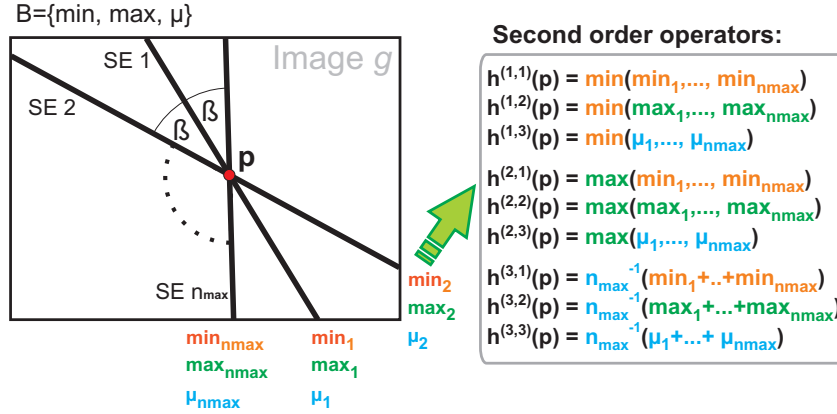 B={min, max, μ}
Image g
SE 1
SE 2
ß
ß
p
SE nmax
min2
max2
μ2
minnmax
maxnmax
μnmax
min1
max1
μ1
Second order operators:
h(1,1)(p) = min(min1,..., minnmax)
h(1,2)(p) = min(max1,..., maxnmax)
h(1,3)(p) = min(μ1,..., μnmax)
h(2,1)(p) = max(min1,..., minnmax)
h(2,2)(p) = max(max1,..., maxnmax)
h(2,3)(p) = max(μ1,..., μnmax)
h(3,1)(p) = nmax-1(min1+..+minnmax)
h(3,2)(p) = nmax-1(max1+...+maxnmax)
h(3,3)(p) = nmax-1(μ1+...+ μnmax)